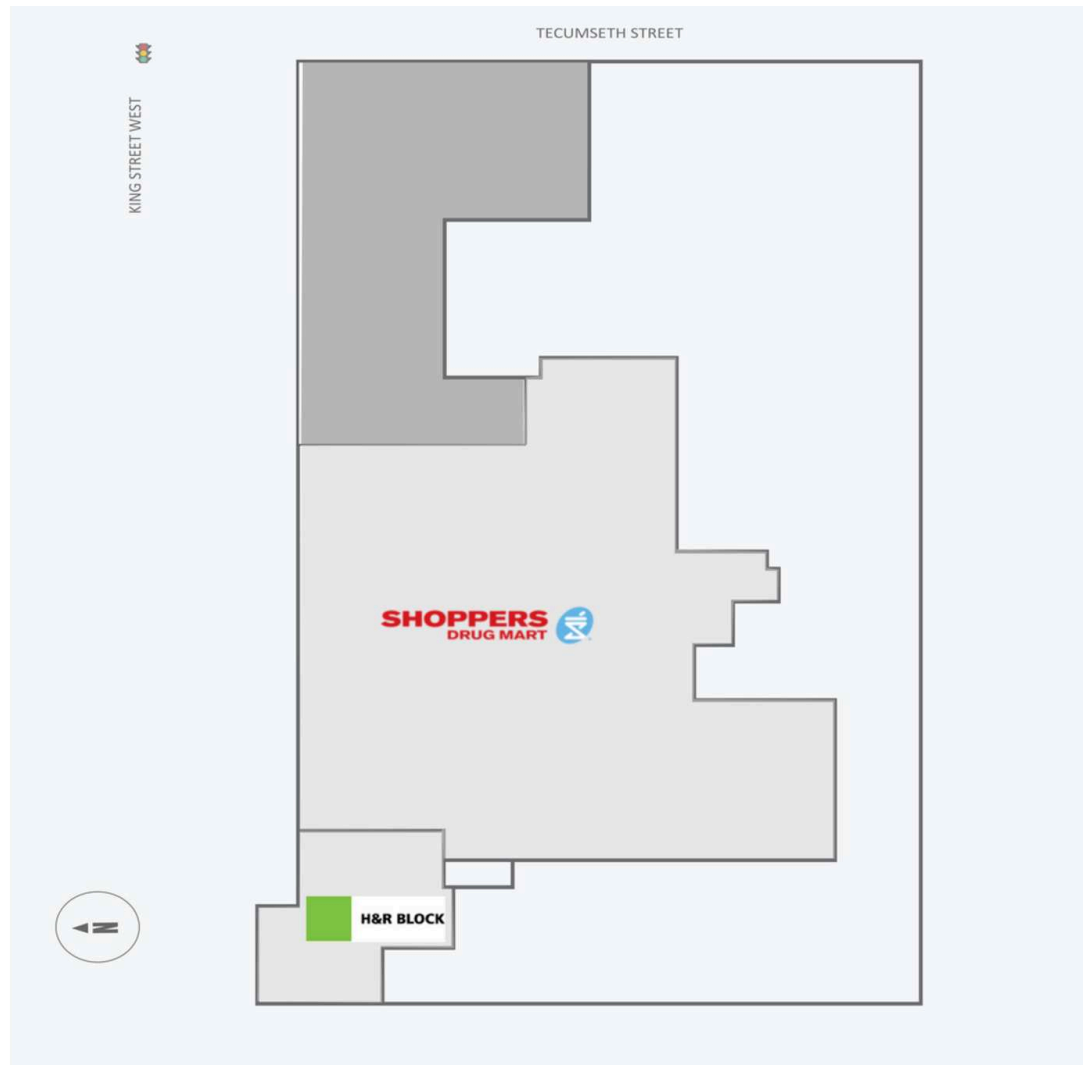 TECUMSETH STREET
KING STREET WEST
SHOPPERS
DRUG MART
H&R BLOCK
N